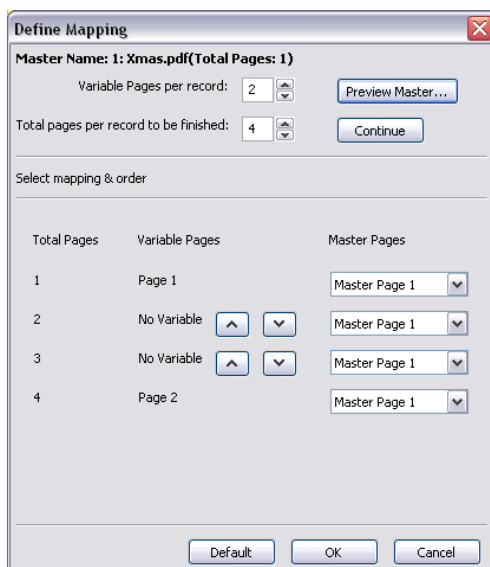 Define Mapping
Master Name: 1: Xmas.pdf(Total Pages: 1)
Variable Pages per record: 2 Preview Master...
Total pages per record to be finished: 4 Continue
Select mapping & order
Total Pages Variable Pages Master Pages
1 Page 1 Master Page 1
2 No Variable Master Page 1
3 No Variable Master Page 1
4 Page 2 Master Page 1
Default OK Cancel